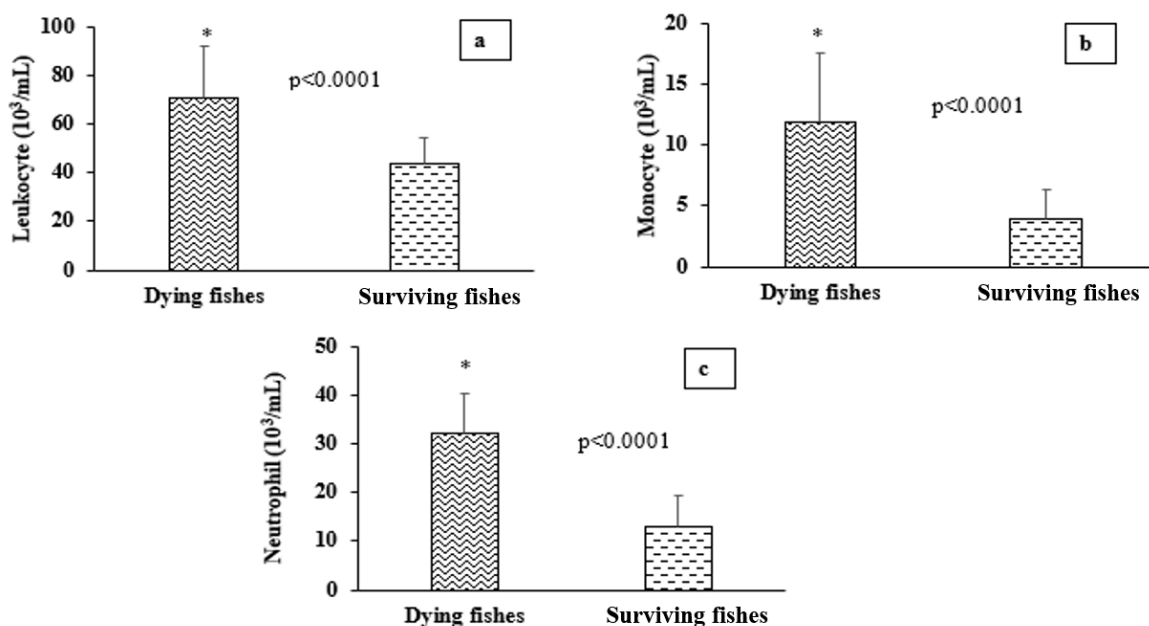 100
80
60
40
20
0
Leukocyte (10³/mL)
*
p<0.0001
a
Dying fishes
Surviving fishes
20
15
10
5
0
Monocyte (10³/mL)
*
p<0.0001
b
Dying fishes
Surviving fishes
50
40
30
20
10
0
Neutrophil (10³/mL)
*
p<0.0001
c
Dying fishes
Surviving fishes